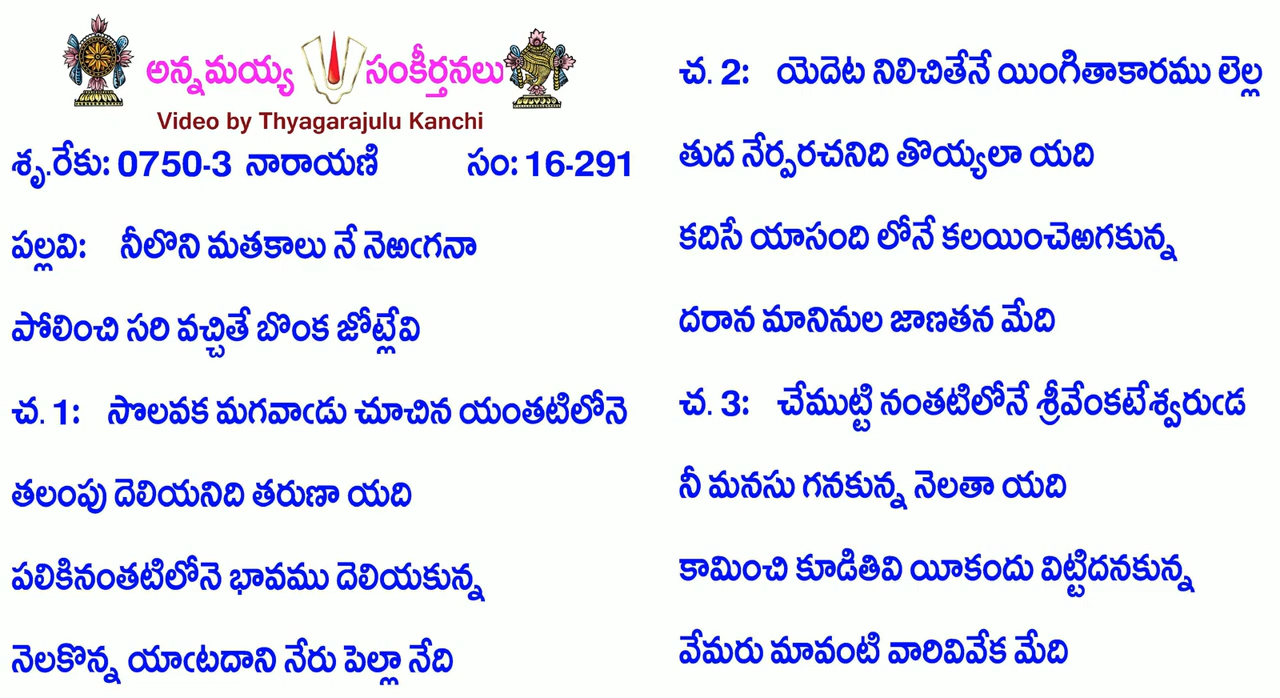 అన్నమయ్య సంకీర్తనలు
Video by Thyagarajulu Kanchi
శృ.రేకు: 0750-3 నారాయణి సం: 16-291
పల్లవి: నీలొని మతకాలు నే నెఱఁగనా
పోలించి సరి వచ్చితే బొంక జోట్లేవి
చ. 1: సొలవక మగవాఁడు చూచిన యంతటిలోనె
తలంపు దెలియనిది తరుణా యది
పలికినంతటిలోనె భావము దెలియకున్న
నెలకొన్న యాఁటదాని నేరు పెల్లా నేది
చ. 2: యెదెట నిలిచితేనే యింగితాకారము లెల్ల
తుద నేర్పరచనిది తొయ్యలా యది
కదిసే యాసంది లోనే కలయించెఱగకున్న
దరాన మానినుల జాణతన మేది
చ. 3: చేముట్టి నంతటిలోనే శ్రీవేంకటేశ్వరుఁడ
నీ మనసు గనకున్న నెలతా యది
కామించి కూడితివి యీకందు విట్టిదనకున్న
వేమరు మావంటి వారివివేక మేది